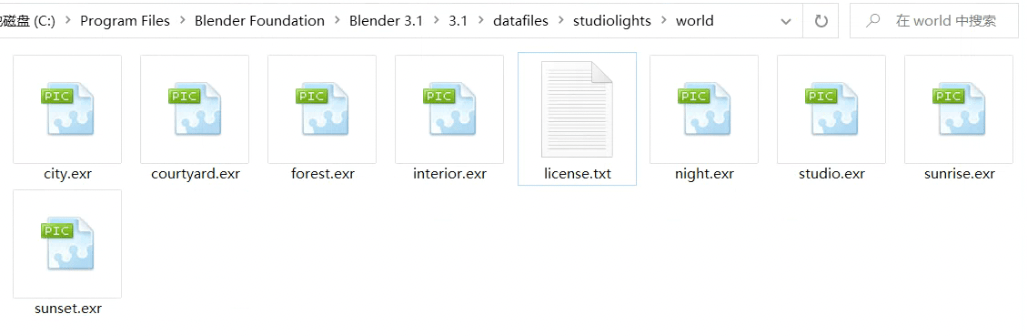 磁盘 (C:) > Program Files > Blender Foundation > Blender 3.1 > 3.1 > datafiles > studiolights > world
在 world 中搜索
PIC PIC PIC PIC PIC PIC PIC
city.exr courtyard.exr forest.exr interior.exr license.txt night.exr studio.exr sunrise.exr
PIC
sunset.exr